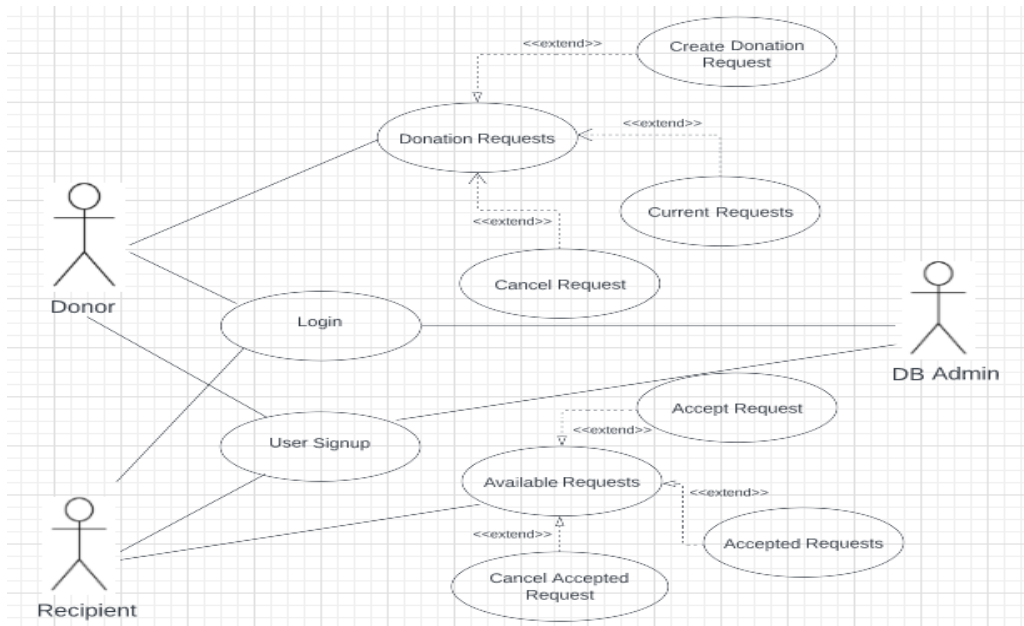 <<extend>>
Create Donation
Request
Donation Requests
<<extend>>
Current Requests
<<extend>>
Cancel Request
Donor
Login
DB Admin
Accept Request
<<extend>>
User Signup
Available Requests
<<extend>>
<<extend>>
Accepted Requests
Cancel Accepted
Request
Recipient